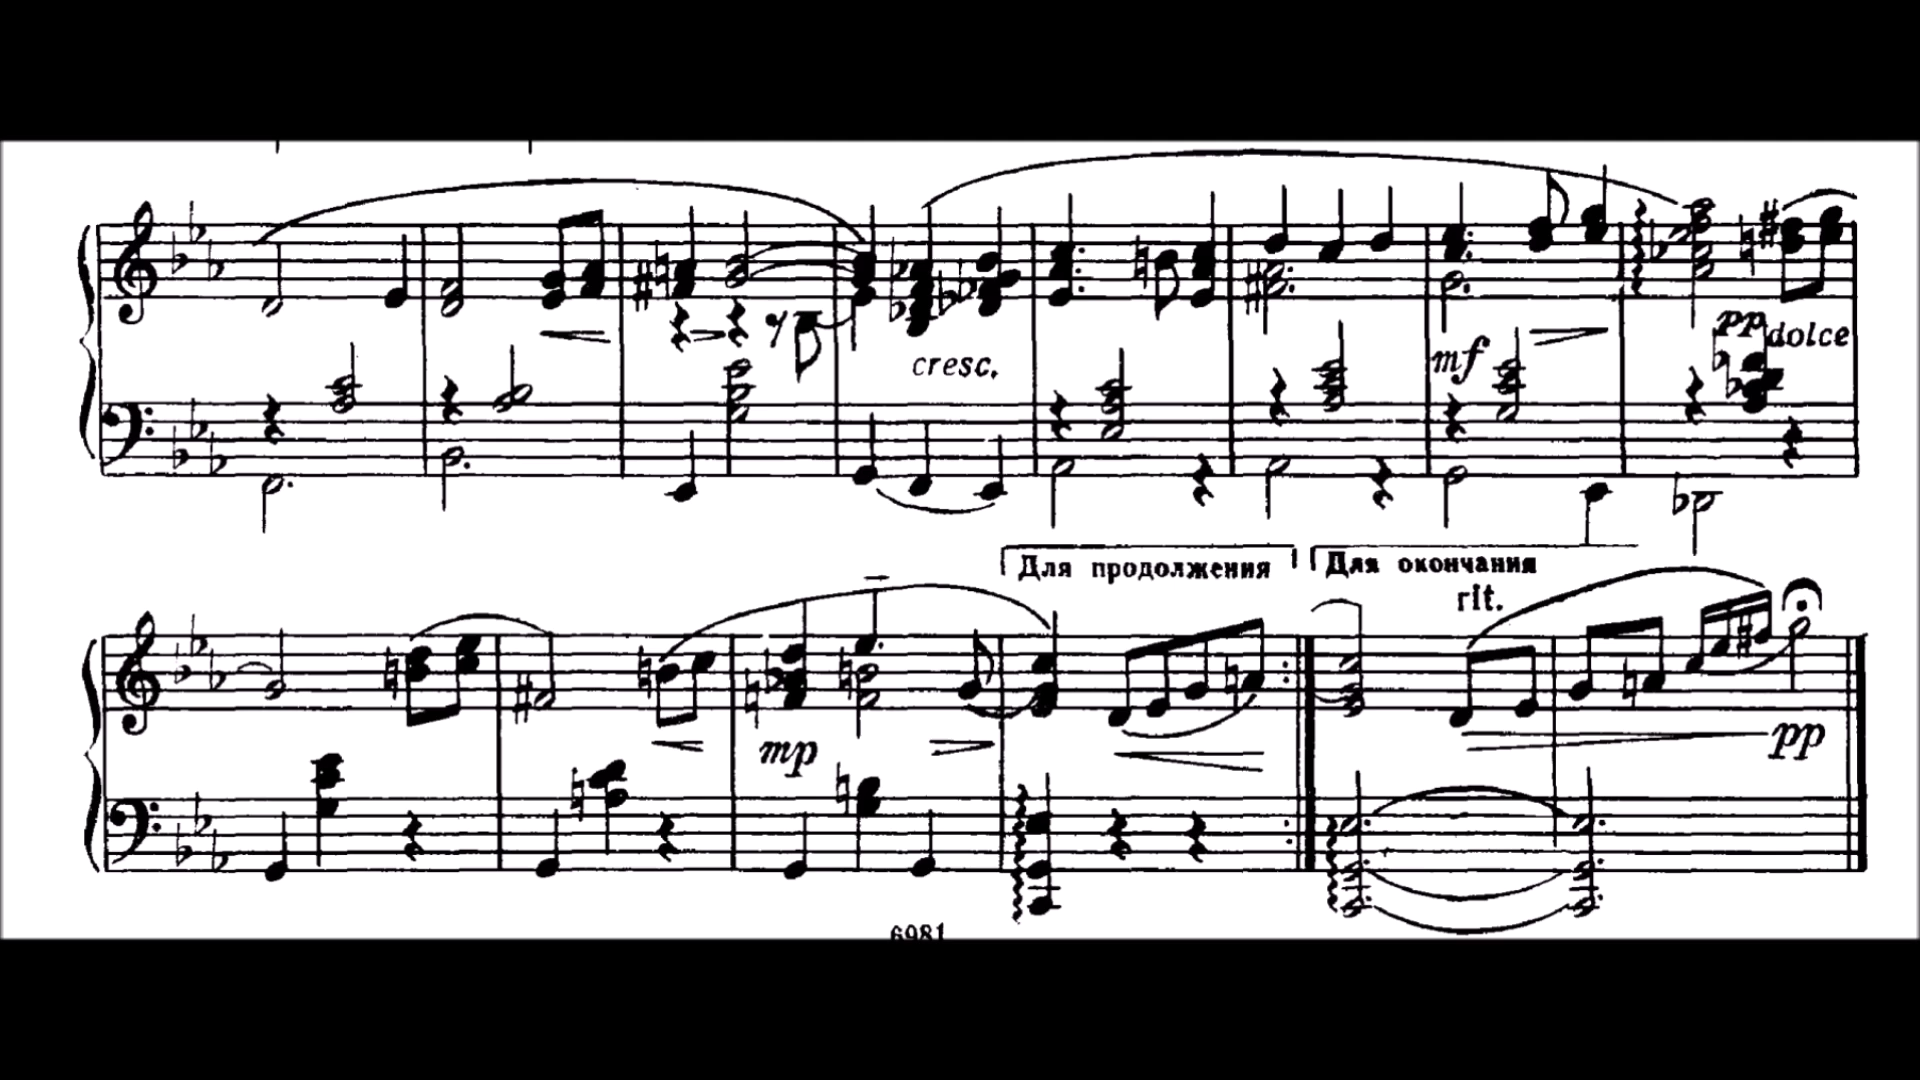 cresc.
mf
pp dolce
Для продолжения
Для окончания
rit.
mp
pp
6981